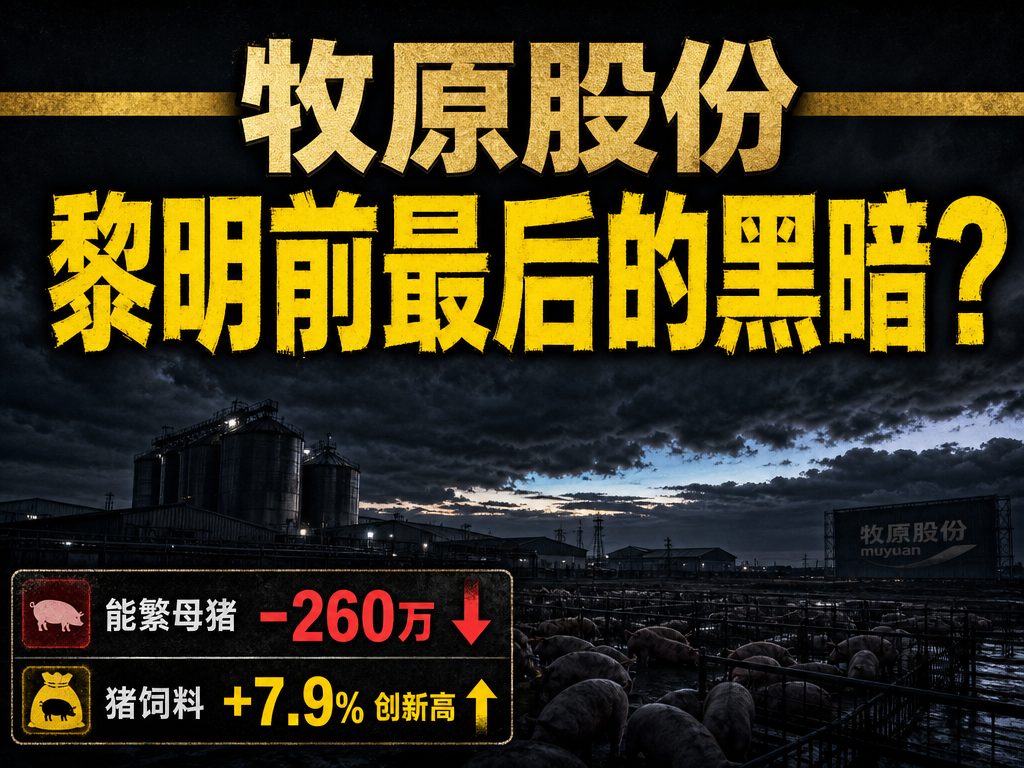 牧原股份
黎明前最后的黑暗？
牧原股份
muyuan
能繁母猪 -260万
猪饲料 +7.9% 创新高